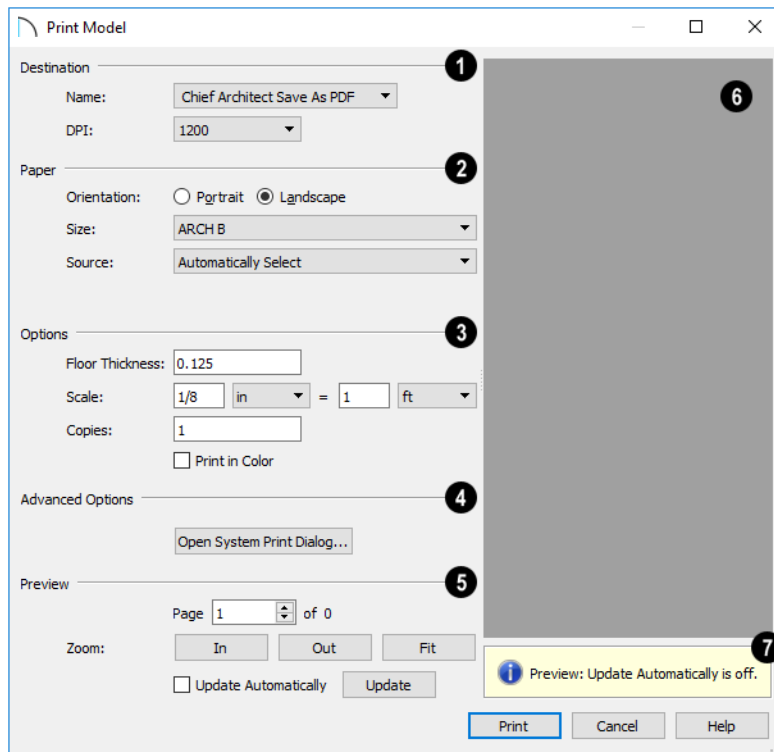 Print Model
Destination 1
Name: Chief Architect Save As PDF
DPI: 1200
Paper 2
Orientation: Portrait Landscape
Size: ARCH B
Source: Automatically Select
Options 3
Floor Thickness: 0.125
Scale: 1/8 in = 1 ft
Copies: 1
Print in Color
Advanced Options 4
Open System Print Dialog...
Preview 5
Page 1 of 0
Zoom: In Out Fit
Update Automatically Update
6
7
Preview: Update Automatically is off.
Print Cancel Help